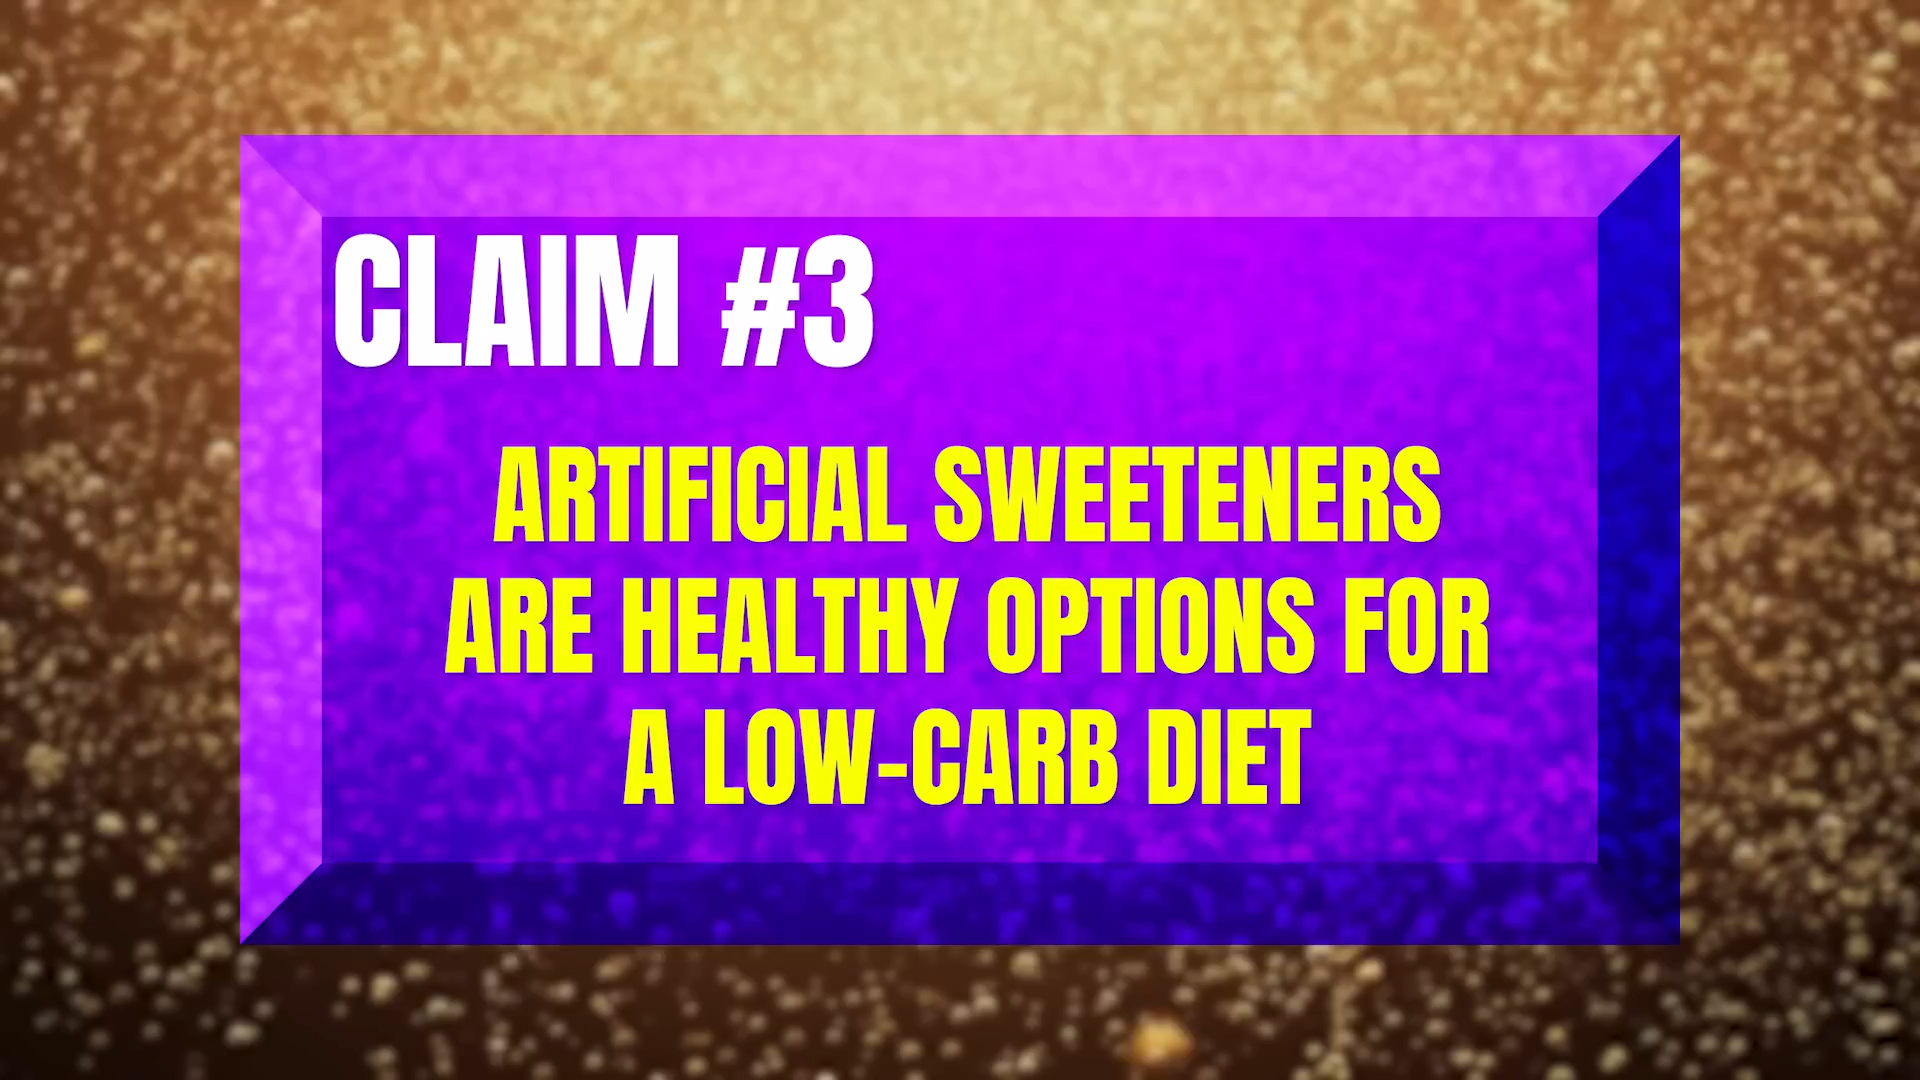 CLAIM #3
ARTIFICIAL SWEETENERS
ARE HEALTHY OPTIONS FOR
A LOW-CARB DIET